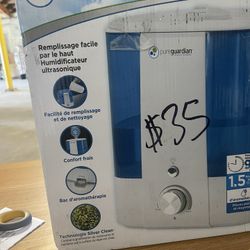 Remplissage facile
par le haut
Humidificateur
ultrasonique
pureguardian
$35
Facilité de remplissage
et de nettoyage
Confort frais
Bac d'aromathérapie
Technologie Silver Clean
1.5